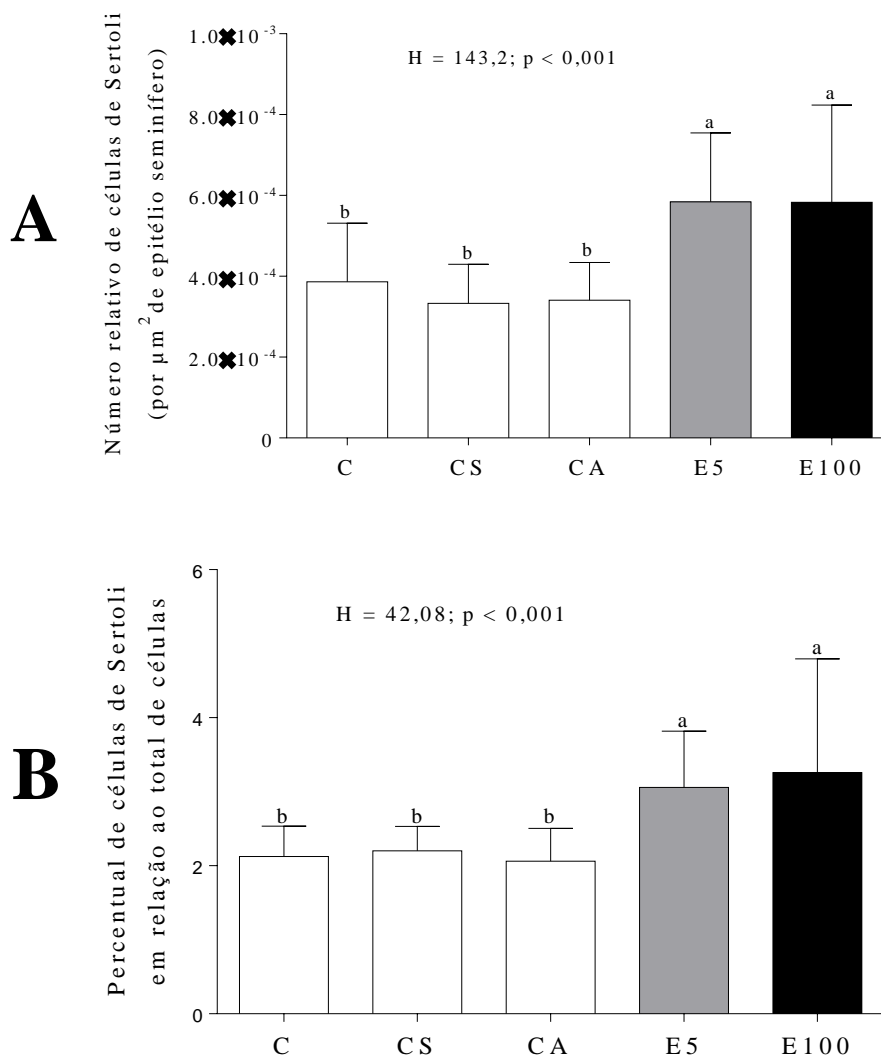 A
Número relativo de células de Sertoli
(por µm² de epitélio seminífero)
1.0✖10⁻³
8.0✖10⁻⁴
6.0✖10⁻⁴
4.0✖10⁻⁴
2.0✖10⁻⁴
0
H = 143,2; p < 0,001
b
b
b
a
a
C CS CA E5 E100
B
Percentual de células de Sertoli
em relação ao total de células
6
4
2
0
H = 42,08; p < 0,001
b
b
b
a
a
C CS CA E5 E100